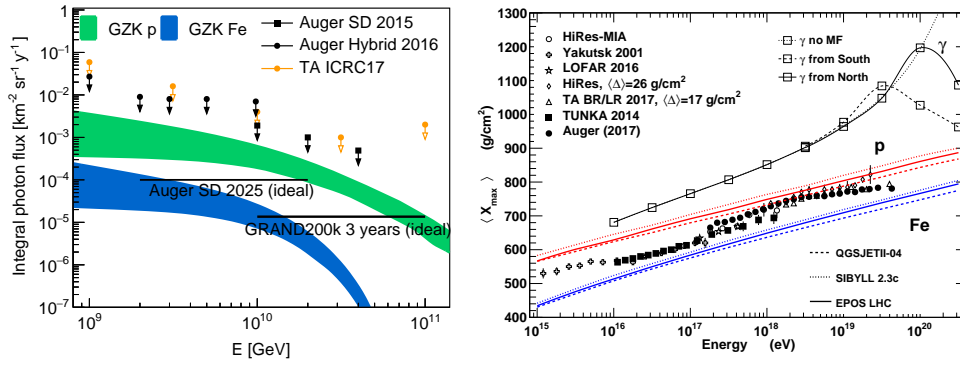 GZK p
GZK Fe
Auger SD 2015
Auger Hybrid 2016
TA ICRC17
Integral photon flux [km⁻² sr⁻¹ y⁻¹]
10
1
10⁻¹
10⁻²
10⁻³
10⁻⁴
10⁻⁵
10⁻⁶
10⁻⁷
Auger SD 2025 (ideal)
GRAND200k 3 years (ideal)
10⁹
10¹⁰
10¹¹
E [GeV]
⟨ X_max ⟩ (g/cm²)
1300
1200
1100
1000
900
800
700
600
500
400
HiRes-MIA
Yakutsk 2001
LOFAR 2016
HiRes, ⟨Δ⟩=26 g/cm²
TA BR/LR 2017, ⟨Δ⟩=17 g/cm²
TUNKA 2014
Auger (2017)
γ no MF
γ from South
γ from North
γ
p
Fe
QGSJETII-04
SIBYLL 2.3c
EPOS LHC
10¹⁵
10¹⁶
10¹⁷
10¹⁸
10¹⁹
10²⁰
Energy (eV)